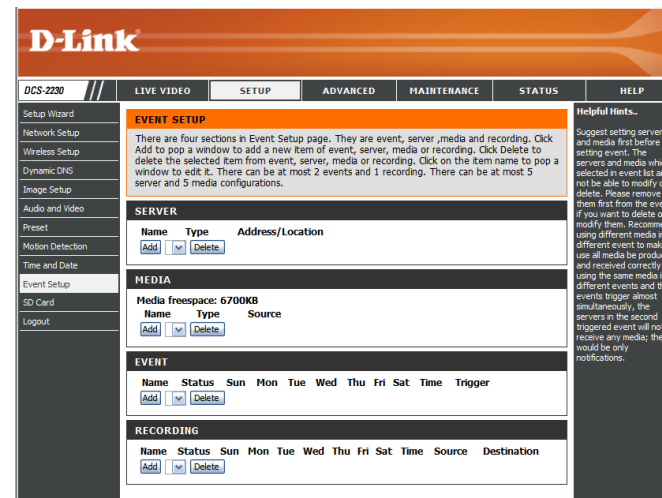 D-Link
DCS-2230
LIVE VIDEO
SETUP
ADVANCED
MAINTENANCE
STATUS
HELP
Setup Wizard
Network Setup
Wireless Setup
Dynamic DNS
Image Setup
Audio and Video
Preset
Motion Detection
Time and Date
Event Setup
SD Card
Logout
EVENT SETUP
There are four sections in Event Setup page. They are event, server ,media and recording. Click
Add to pop a window to add a new item of event, server, media or recording. Click Delete to
delete the selected item from event, server, media or recording. Click on the item name to pop a
window to edit it. There can be at most 2 events and 1 recording. There can be at most 5
server and 5 media configurations.
SERVER
Name Type Address/Location
Add Delete
MEDIA
Media freespace: 6700KB
Name Type Source
Add Delete
EVENT
Name Status Sun Mon Tue Wed Thu Fri Sat Time Trigger
Add Delete
RECORDING
Name Status Sun Mon Tue Wed Thu Fri Sat Time Source Destination
Add Delete
Helpful Hints..
Suggest setting server
and media first before
setting event. The
servers and media
selected in event list
not be able to modify
delete. Please remove
them first from the
if you want to delete
modify them.
using different media
different event to
use all media be
and received correctly
using the same media
different events and
events trigger almost
simultaneously, the
servers in the second
triggered event will
receive any media;
would be only
notifications.